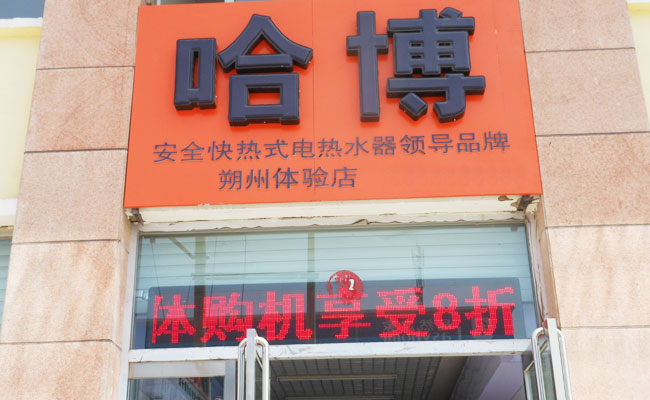 哈博
安全快热式电热水器领导品牌
朔州体验店
体购机享受8折